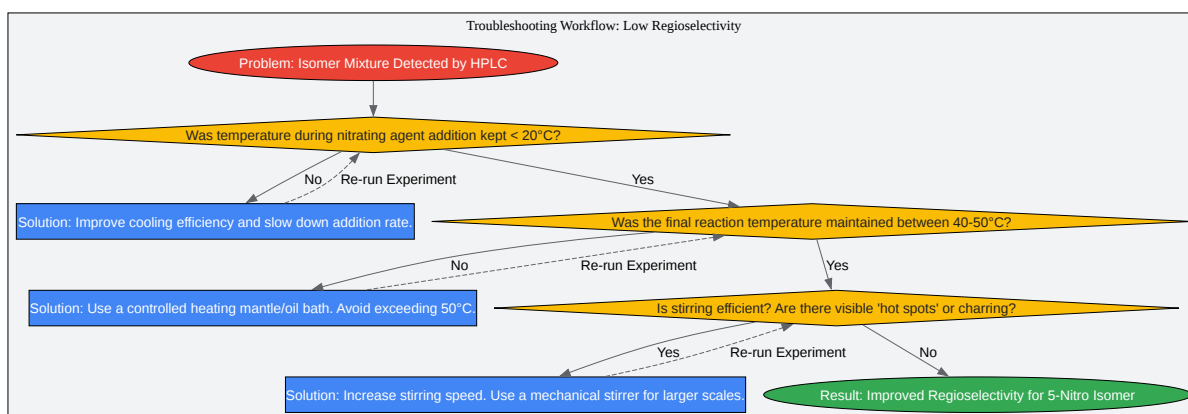 Troubleshooting Workflow: Low Regioselectivity
Problem: Isomer Mixture Detected by HPLC
Was temperature during nitrating agent addition kept < 20°C?
No
Re-run Experiment
Yes
Solution: Improve cooling efficiency and slow down addition rate.
Was the final reaction temperature maintained between 40-50°C?
No
Re-run Experiment
Yes
Solution: Use a controlled heating mantle/oil bath. Avoid exceeding 50°C.
Is stirring efficient? Are there visible 'hot spots' or charring?
Yes
Re-run Experiment
No
Solution: Increase stirring speed. Use a mechanical stirrer for larger scales.
Result: Improved Regioselectivity for 5-Nitro Isomer